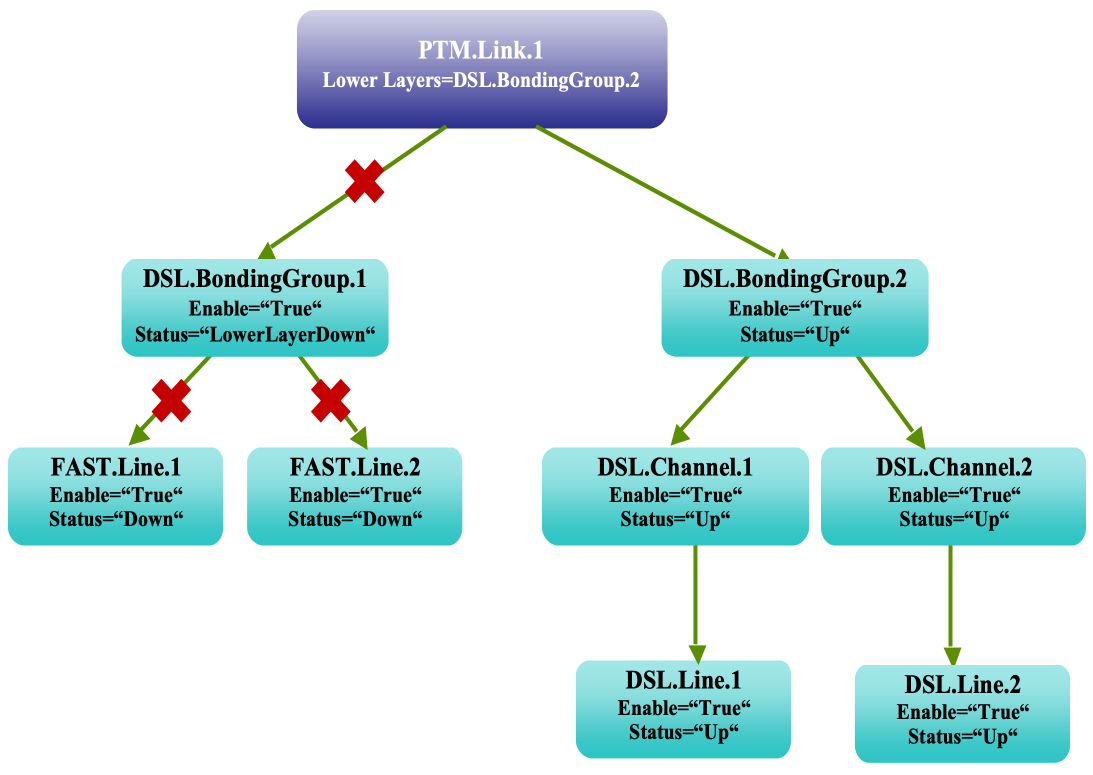 PTM.Link.1
Lower Layers=DSL.BondingGroup.2
DSL.BondingGroup.1
Enable=“True“
Status=“LowerLayerDown“
DSL.BondingGroup.2
Enable=“True“
Status=“Up“
FAST.Line.1
Enable=“True“
Status=“Down“
FAST.Line.2
Enable=“True“
Status=“Down“
DSL.Channel.1
Enable=“True“
Status=“Up“
DSL.Channel.2
Enable=“True“
Status=“Up“
DSL.Line.1
Enable=“True“
Status=“Up“
DSL.Line.2
Enable=“True“
Status=“Up“